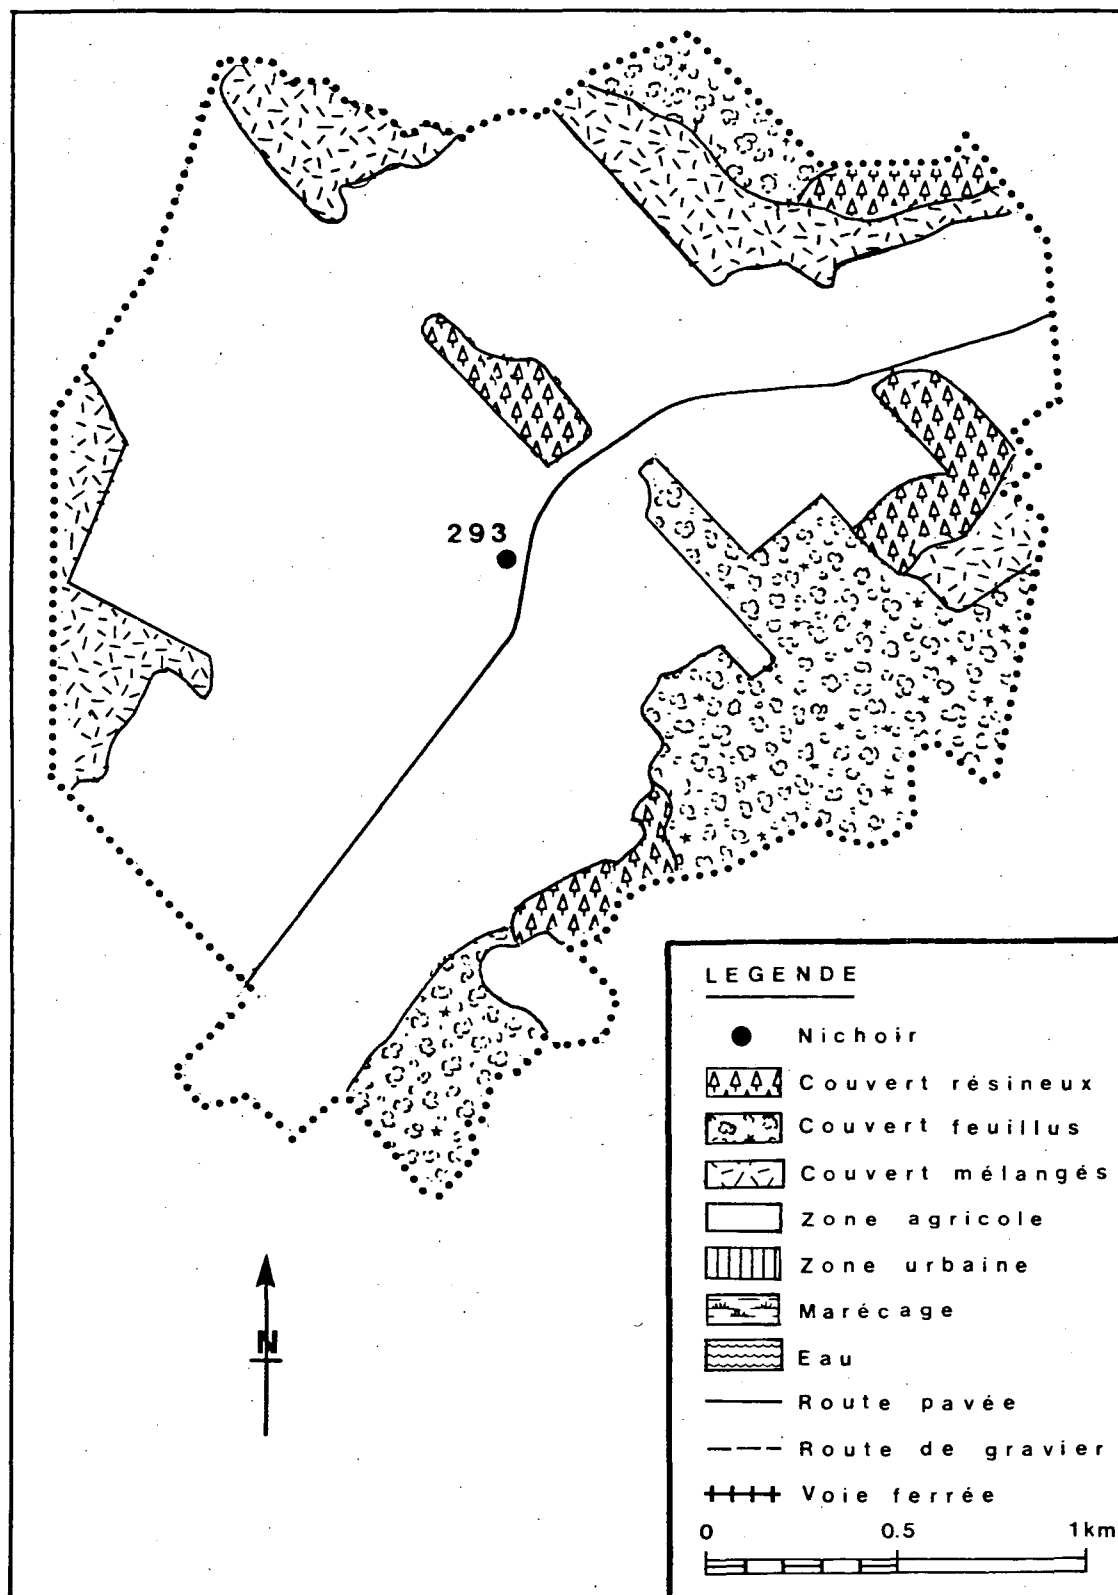 293
N
LEGENDE
Nichoir
Couvert résineux
Couvert feuillus
Couvert mélangés
Zone agricole
Zone urbaine
Marécage
Eau
Route pavée
Route de gravier
Voie ferrée
0 0.5 1km